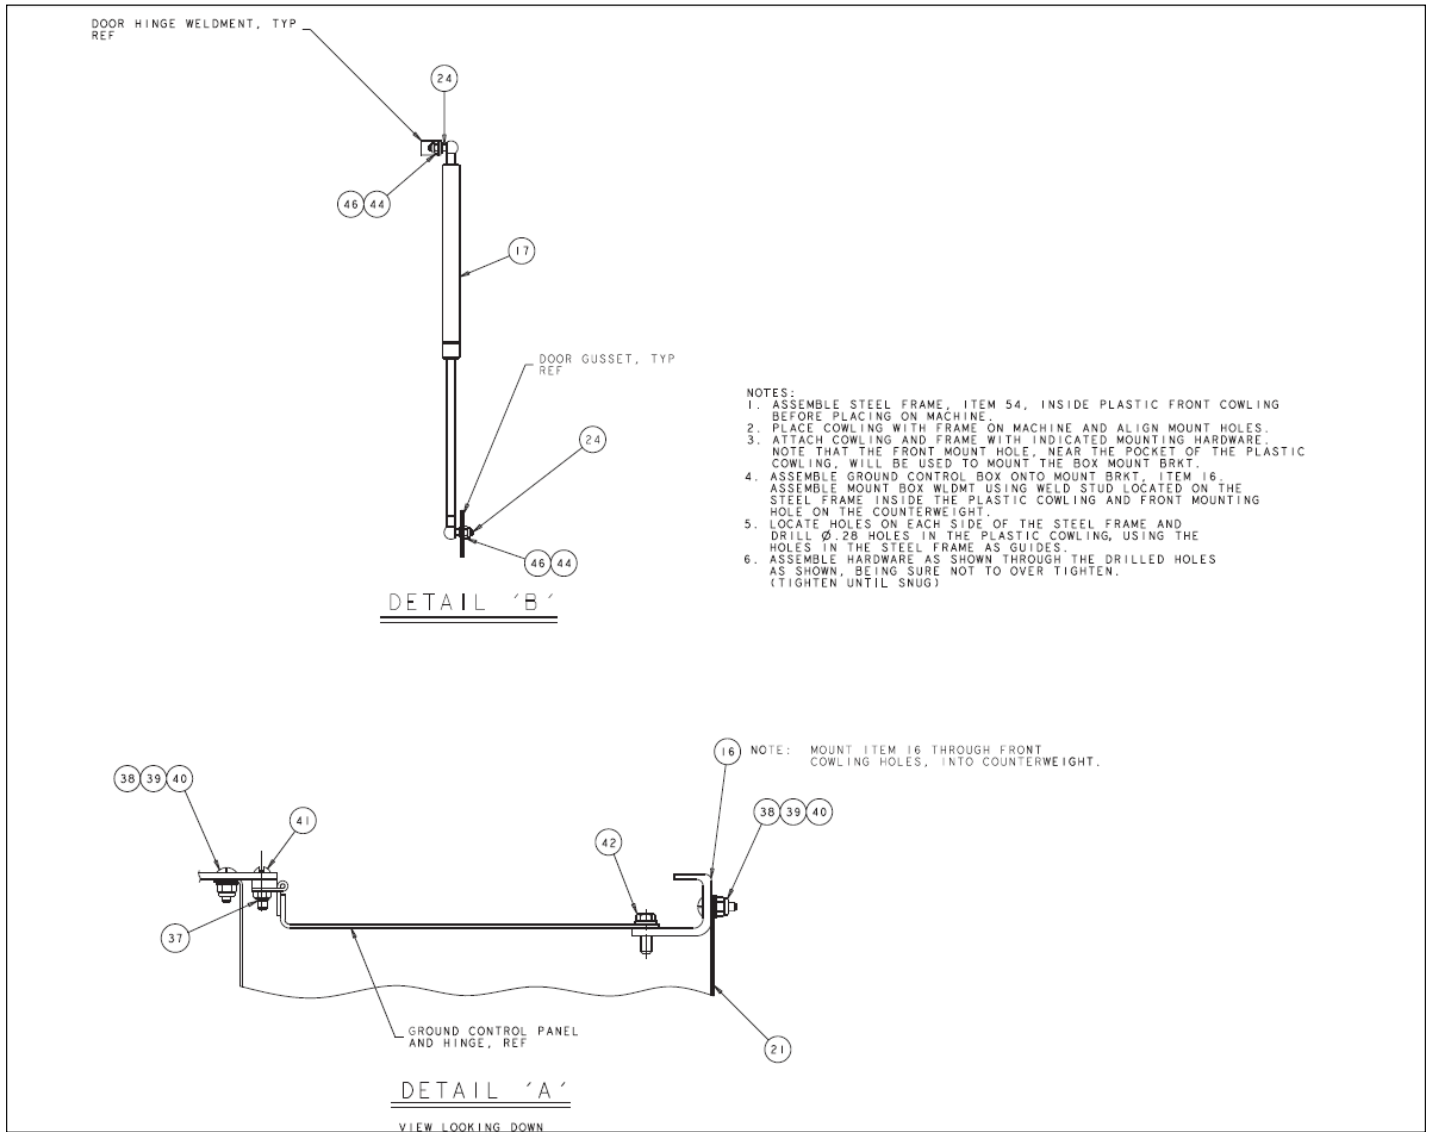 DOOR HINGE WELDMENT, TYP
REF
24
46 44
17
DOOR GUSSET, TYP
REF
24
46 44
DETAIL 'B'
NOTES:
1. ASSEMBLE STEEL FRAME, ITEM 54, INSIDE PLASTIC FRONT COWLING
BEFORE PLACING ON MACHINE.
2. PLACE COWLING WITH FRAME ON MACHINE AND ALIGN MOUNT HOLES.
3. ATTACH COWLING AND FRAME WITH INDICATED MOUNTING HARDWARE.
NOTE THAT THE FRONT MOUNT HOLE, NEAR THE POCKET OF THE PLASTIC
COWLING, WILL BE USED TO MOUNT THE BOX MOUNT BRKT.
4. ASSEMBLE GROUND CONTROL BOX ONTO MOUNT BRKT, ITEM 16.
ASSEMBLE MOUNT BOX WLDMT USING WELD STUD LOCATED ON THE
STEEL FRAME INSIDE THE PLASTIC COWLING AND FRONT MOUNTING
HOLE ON THE COUNTERWEIGHT.
5. LOCATE HOLES ON EACH SIDE OF THE STEEL FRAME AND
DRILL Ø.28 HOLES IN THE PLASTIC COWLING, USING THE
HOLES IN THE STEEL FRAME AS GUIDES.
6. ASSEMBLE HARDWARE AS SHOWN THROUGH THE DRILLED HOLES
AS SHOWN, BEING SURE NOT TO OVER TIGHTEN.
(TIGHTEN UNTIL SNUG)
16 NOTE: MOUNT ITEM 16 THROUGH FRONT
COWLING HOLES, INTO COUNTERWEIGHT.
38 39 40
41
42
38 39 40
37
GROUND CONTROL PANEL
AND HINGE, REF
21
DETAIL 'A'
VIEW LOOKING DOWN